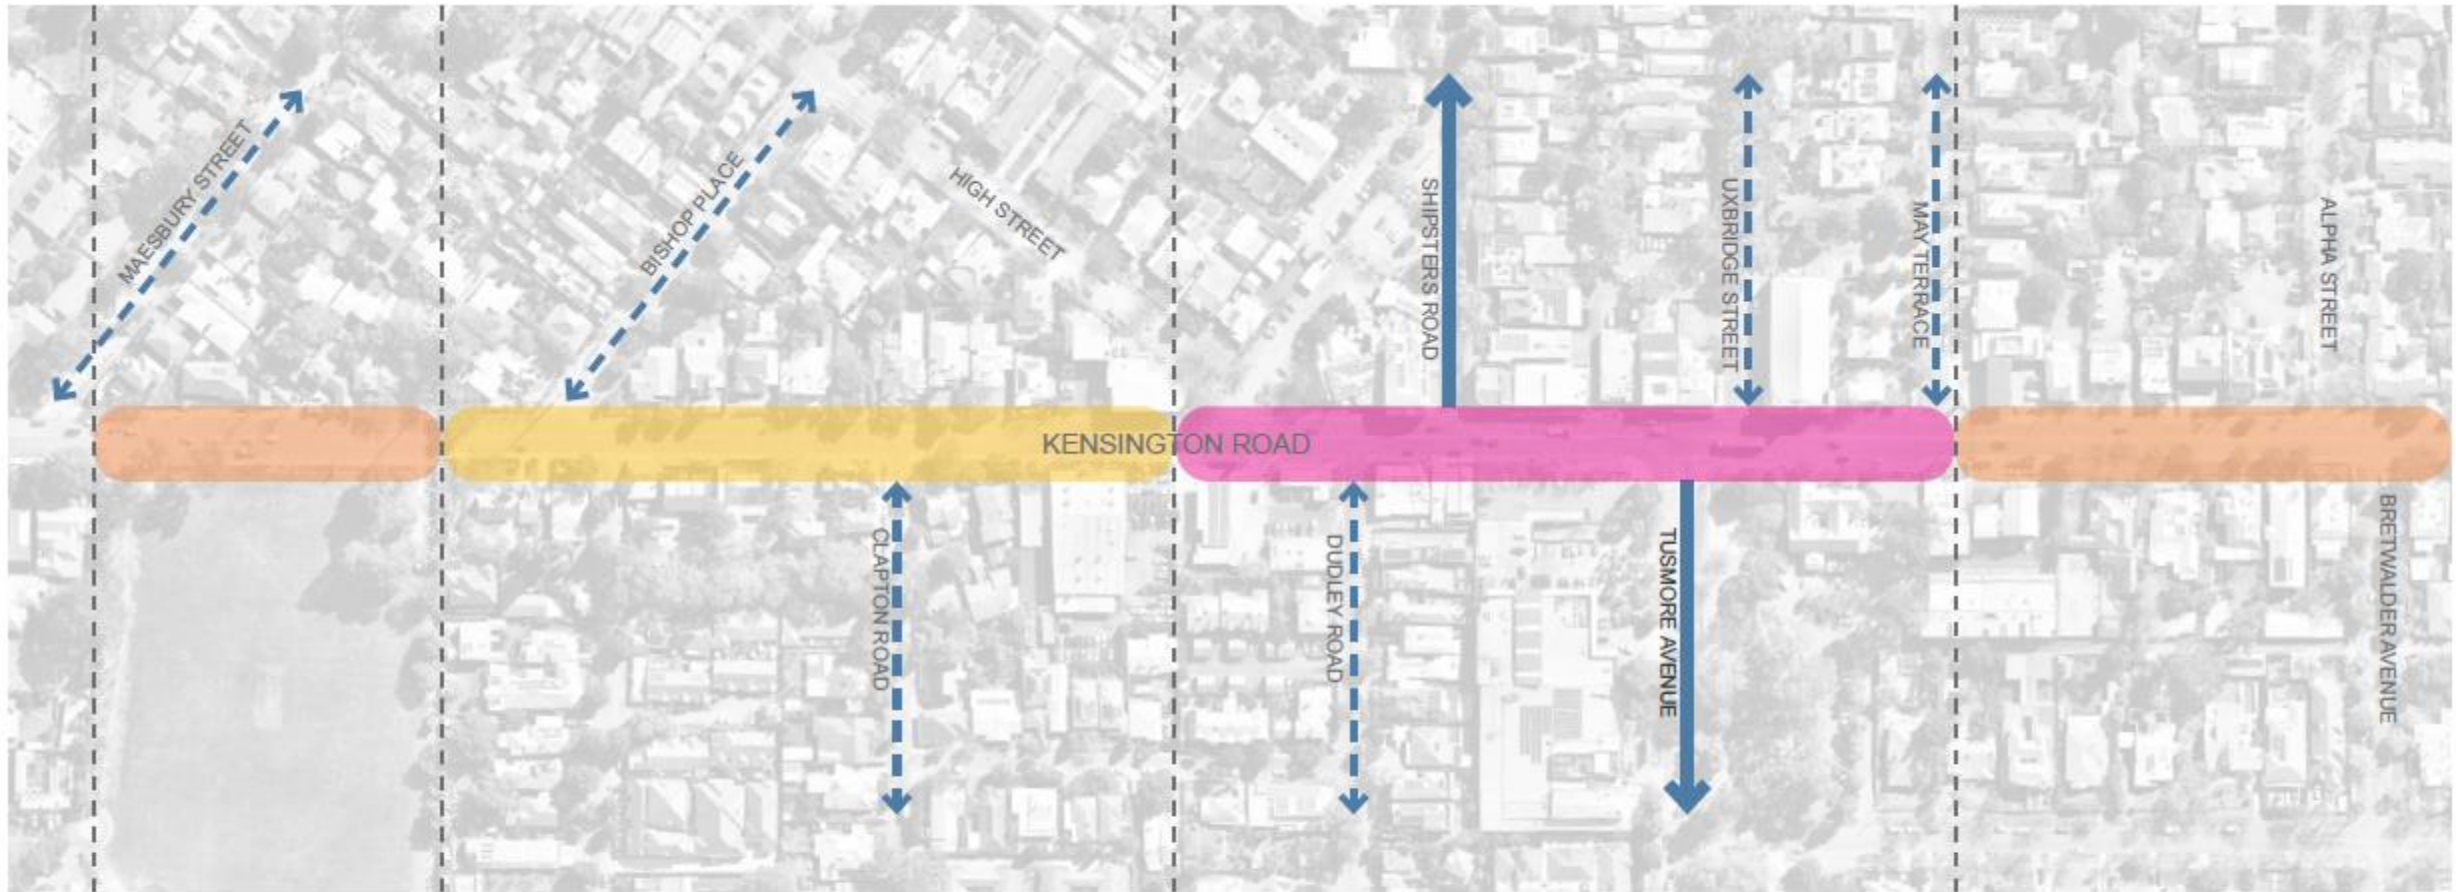 MAESBURY STREET
BISHOP PLACE
HIGH STREET
SHIPSTERS ROAD
UXBRIDGE STREET
MAY TERRACE
ALPHA STREET
KENSINGTON ROAD
CLAPTON ROAD
DUDLEY ROAD
TUSMORE AVENUE
BRETWALDER AVENUE